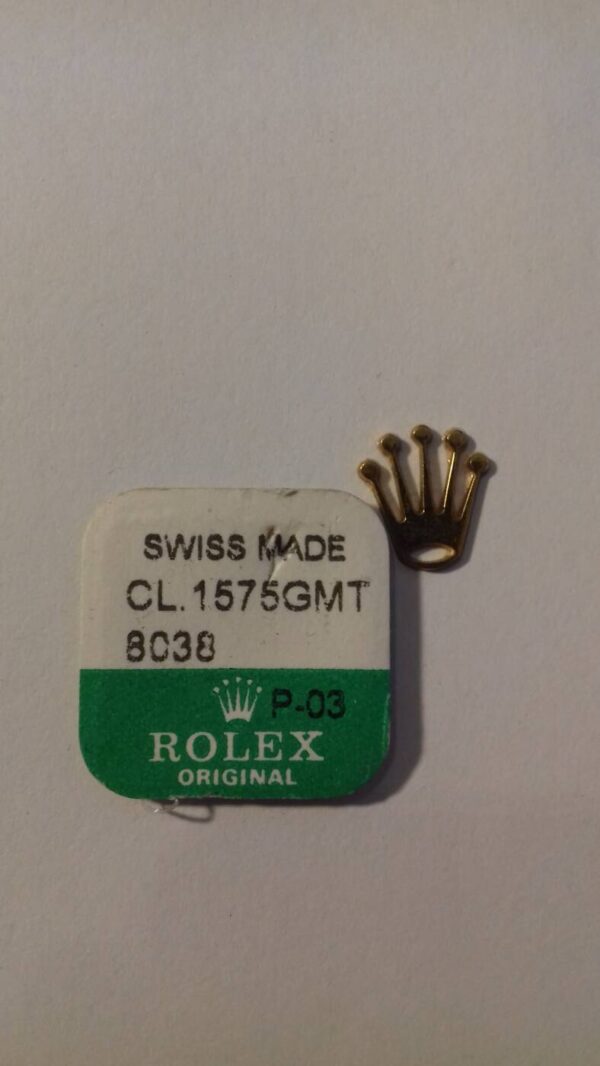 SWISS MADE
CL.1575GMT
8038
P-03
ROLEX
ORIGINAL